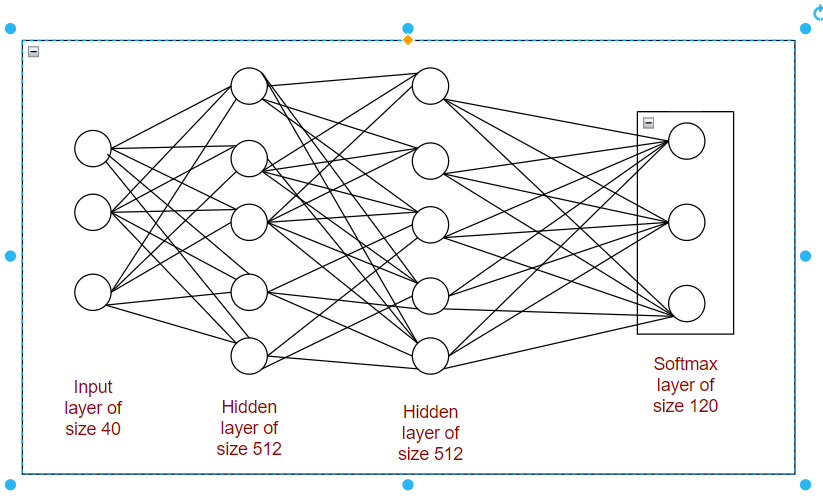 Input
layer of
size 40
Hidden
layer of
size 512
Hidden
layer of
size 512
Softmax
layer of
size 120